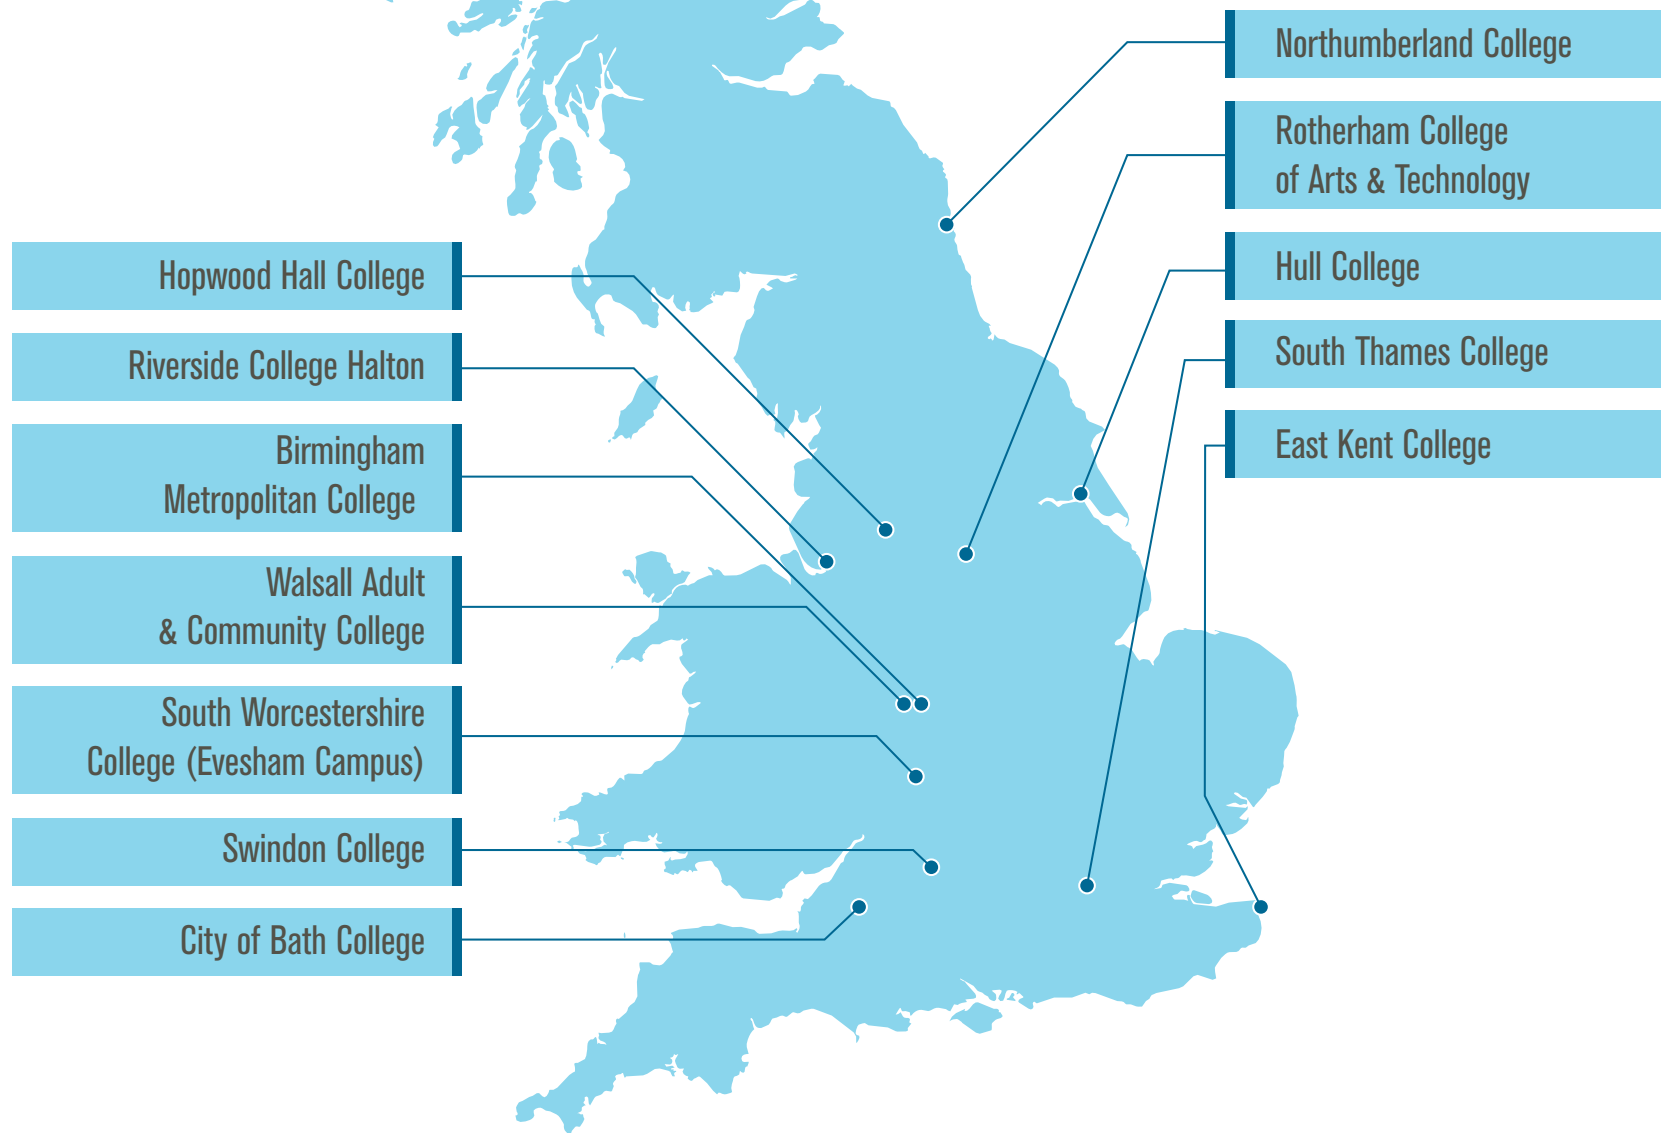 Hopwood Hall College
Riverside College Halton
Birmingham
Metropolitan College
Walsall Adult
& Community College
South Worcestershire
College (Evesham Campus)
Swindon College
City of Bath College
Northumberland College
Rotherham College
of Arts & Technology
Hull College
South Thames College
East Kent College